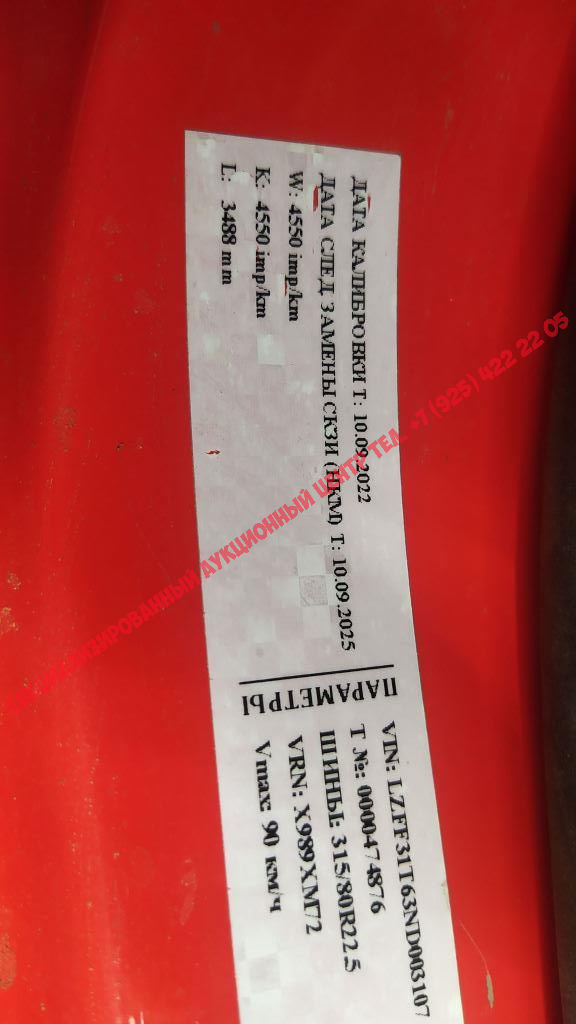 ДАТА КАЛИБРОВКИ Т: 10.09.2022
ДАТА СЛЕД ЗАМЕНЫ СКЗИ (НКМ) Т: 10.09.2025
W: 4550 imp/km
K: 4550 imp/km
L: 3488 mm
ПАРАМЕТРЫ
VIN: LZFF31T63ND003107
Т №: 0000474876
ШИНЫ: 315/80R22.5
VRN: X989XM72
V max: 90 км/ч
СПЕЦИАЛИЗИРОВАННЫЙ АУКЦИОННЫЙ ЦЕНТР ТЕЛ. +7 (925) 422 22 05